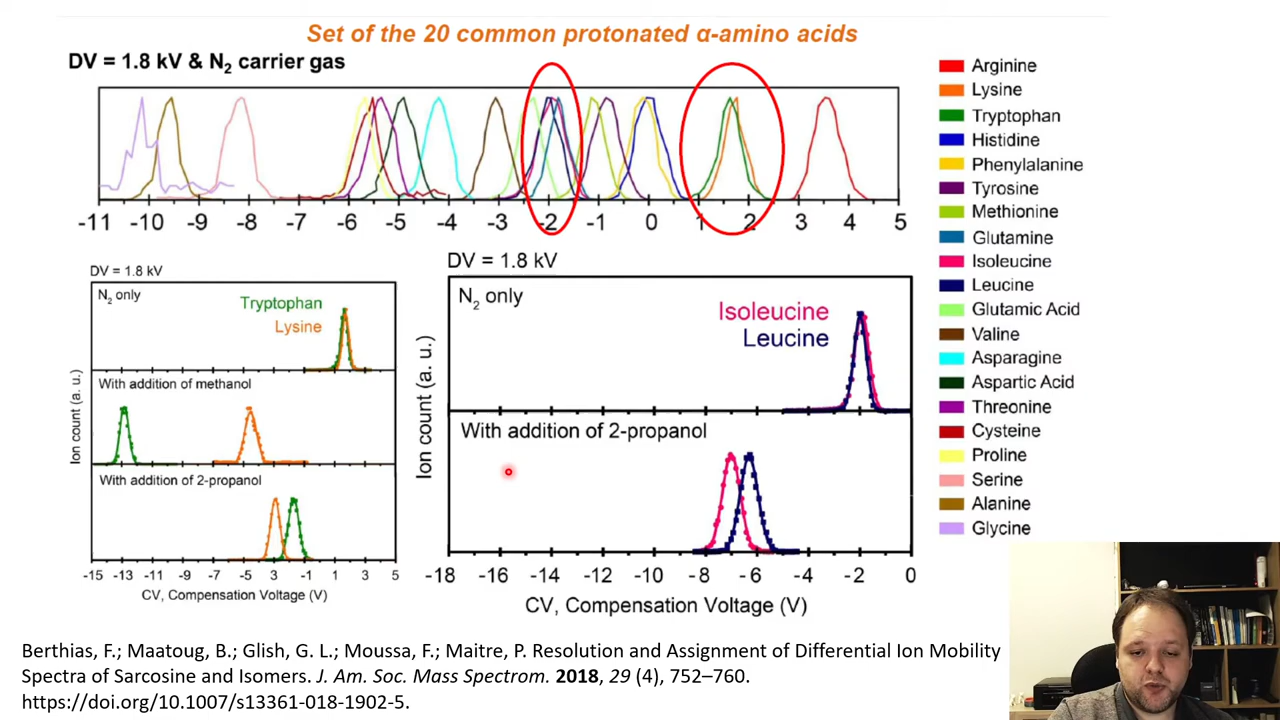 Set of the 20 common protonated α-amino acids
DV = 1.8 kV & N₂ carrier gas
-11 -10 -9 -8 -7 -6 -5 -4 -3 -2 -1 0 1 2 3 4 5
Arginine
Lysine
Tryptophan
Histidine
Phenylalanine
Tyrosine
Methionine
Glutamine
Isoleucine
Leucine
Glutamic Acid
Valine
Asparagine
Aspartic Acid
Threonine
Cysteine
Proline
Serine
Alanine
Glycine
DV = 1.8 kV
N₂ only
Tryptophan
Lysine
With addition of methanol
With addition of 2-propanol
Ion count (a. u.)
-15 -13 -11 -9 -7 -5 -3 -1 1 3 5
CV, Compensation Voltage (V)
DV = 1.8 kV
N₂ only
Isoleucine
Leucine
With addition of 2-propanol
Ion count (a. u.)
-18 -16 -14 -12 -10 -8 -6 -4 -2 0
CV, Compensation Voltage (V)
Berthias, F.; Maatoug, B.; Glish, G. L.; Moussa, F.; Maitre, P. Resolution and Assignment of Differential Ion Mobility
Spectra of Sarcosine and Isomers. J. Am. Soc. Mass Spectrom. 2018, 29 (4), 752–760.
https://doi.org/10.1007/s13361-018-1902-5.